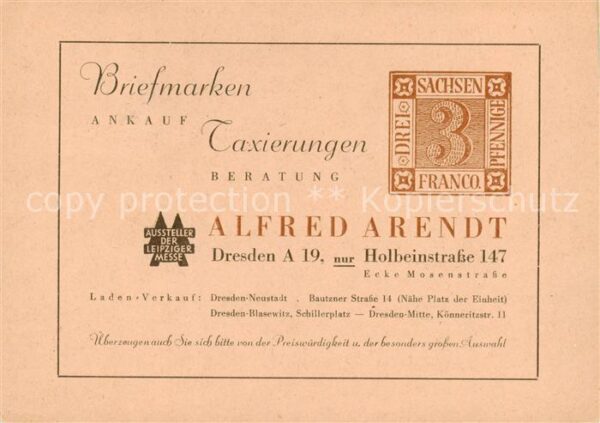 Briefmarken
ANKAUF
Taxierungen
BERATUNG
SACHSEN
DREI
3
PFENNIGE
FRANCO.
copy protection ** Kopierschutz
AUSSTELLER
DER
LEIPZIGER
MESSE
ALFRED ARENDT
Dresden A 19, nur Holbeinstraße 147
Ecke Mosenstraße
Laden-Verkauf: Dresden-Neustadt . Bautzner Straße 14 (Nähe Platz der Einheit)
Dresden-Blasewitz, Schillerplatz — Dresden-Mitte, Könneritzstr. 11
Überzeugen auch Sie sich bitte von der Preiswürdigkeit u. der besonders großen Auswahl